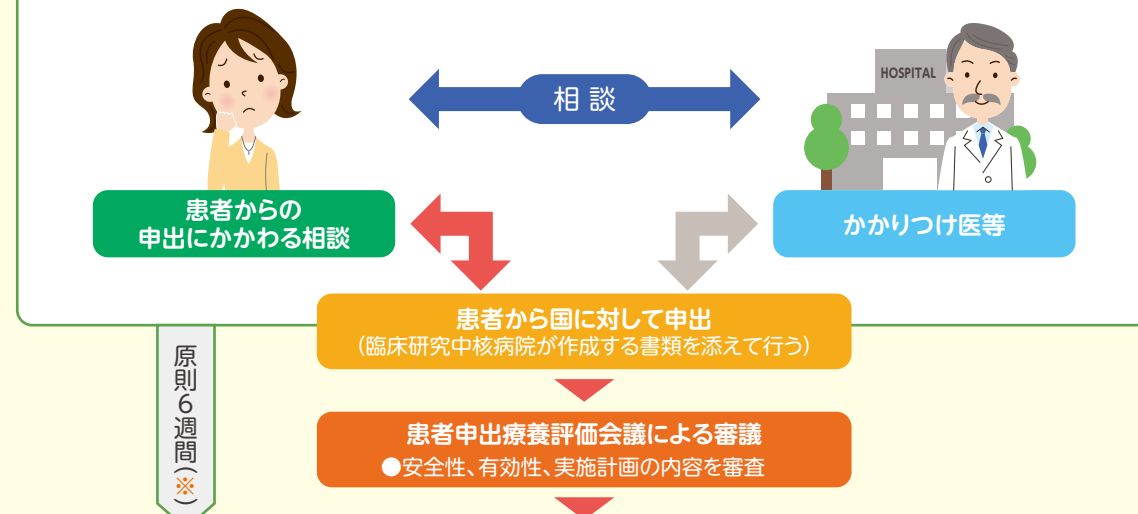 相談
HOSPITAL
患者からの
申出にかかわる相談
かかりつけ医等
患者から国に対して申出
(臨床研究中核病院が作成する書類を添えて行う)
原則6週間(※)
患者申出療養評価会議による審議
●安全性、有効性、実施計画の内容を審査